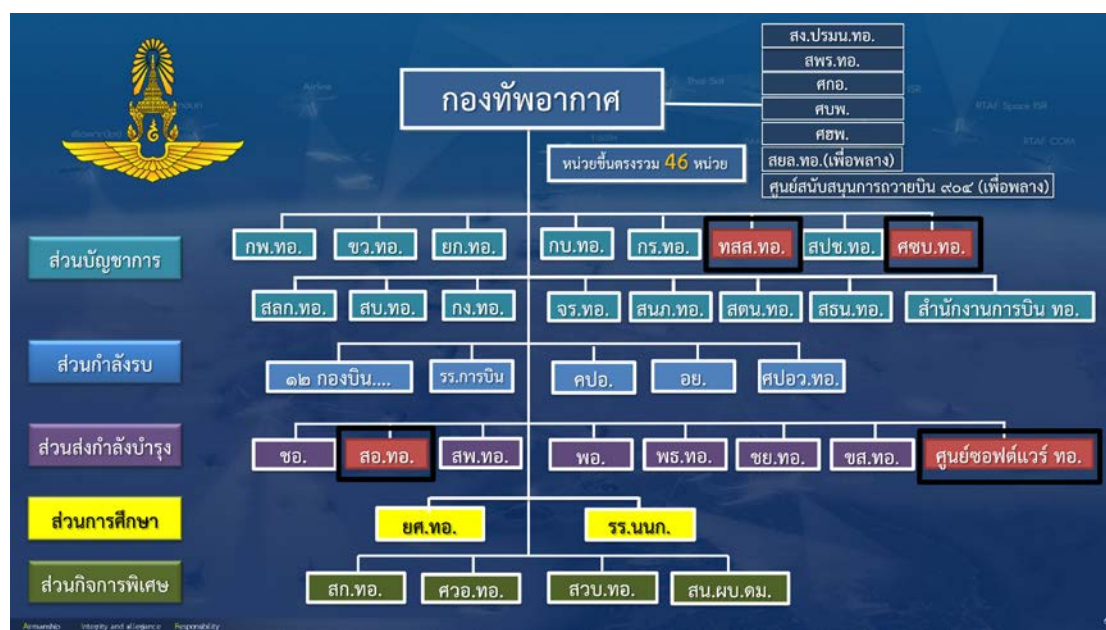 สง.ปรมน.ทอ.
สพร.ทอ.
ศกอ.
กองทัพอากาศ
ศบพ.
ศฮพ.
หน่วยขึ้นตรงรวม 46 หน่วย
สยล.ทอ.(เพื่อพลาง)
ศูนย์สนับสนุนการถวายบิน ๙๐๔ (เพื่อพลาง)
ส่วนบัญชาการ
กพ.ทอ. ขว.ทอ. ยก.ทอ. กบ.ทอ. กร.ทอ. ทสส.ทอ. สปช.ทอ. ศซบ.ทอ.
สลก.ทอ. สบ.ทอ. กง.ทอ. จร.ทอ. สนภ.ทอ. สตน.ทอ. สธน.ทอ. สำนักงานการบิน ทอ.
ส่วนกำลังรบ
๑๒ กองบิน.... รร.การบิน คปอ. อย. ศปอว.ทอ.
ส่วนส่งกำลังบำรุง
ชอ. สอ.ทอ. สพ.ทอ. พอ. พธ.ทอ. ชย.ทอ. ขส.ทอ. ศูนย์ซอฟต์แวร์ ทอ.
ส่วนการศึกษา
ยศ.ทอ. รร.นนก.
ส่วนกิจการพิเศษ
สก.ทอ. ศวอ.ทอ. สวบ.ทอ. สน.ผบ.ดม.
Airmanship Integrity and allegiance Responsibility